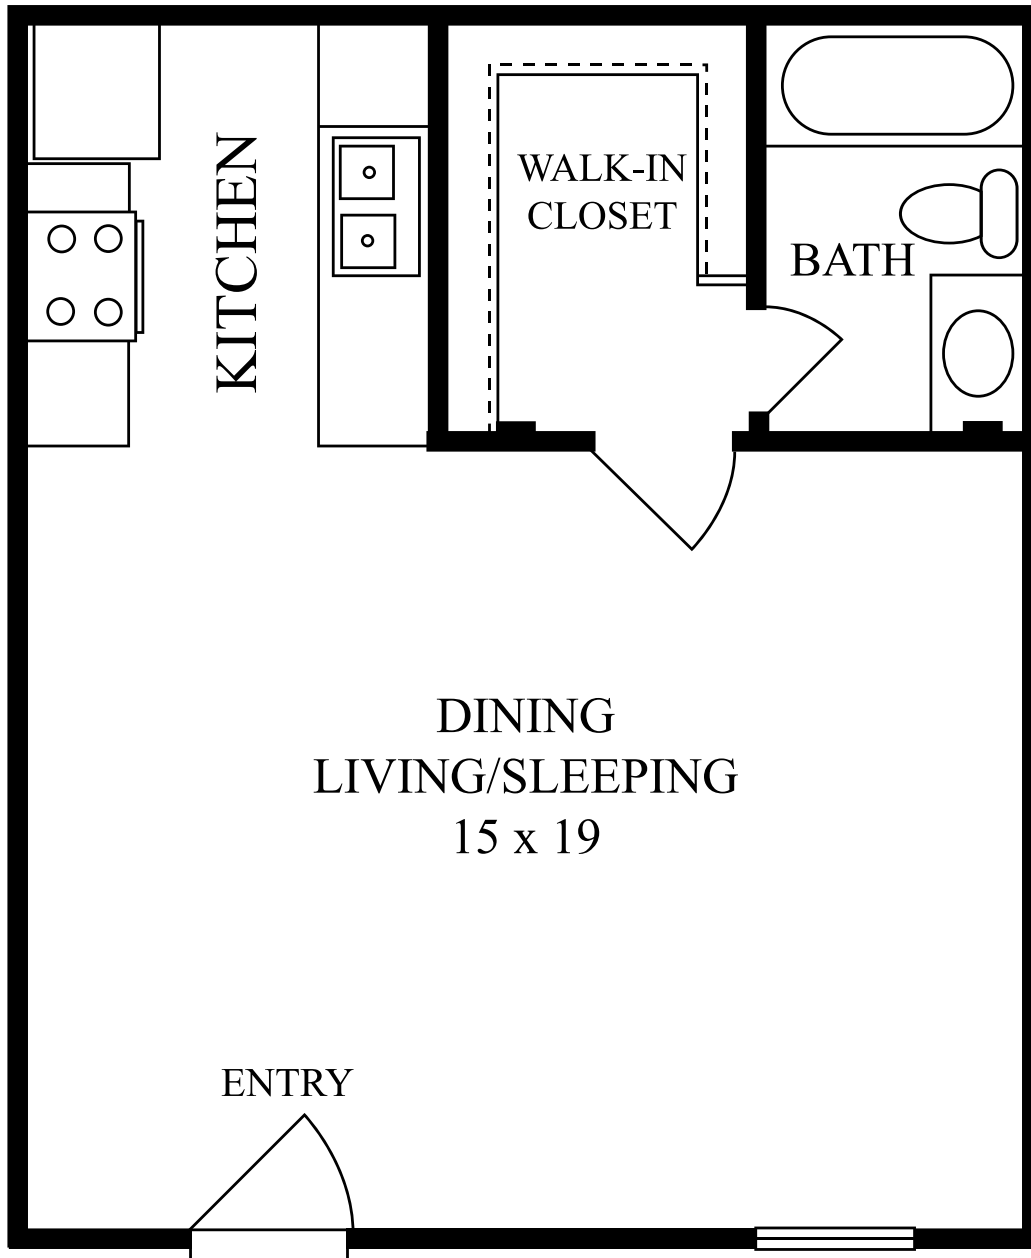 KITCHEN
WALK-IN
CLOSET
BATH
DINING
LIVING/SLEEPING
15 x 19
ENTRY